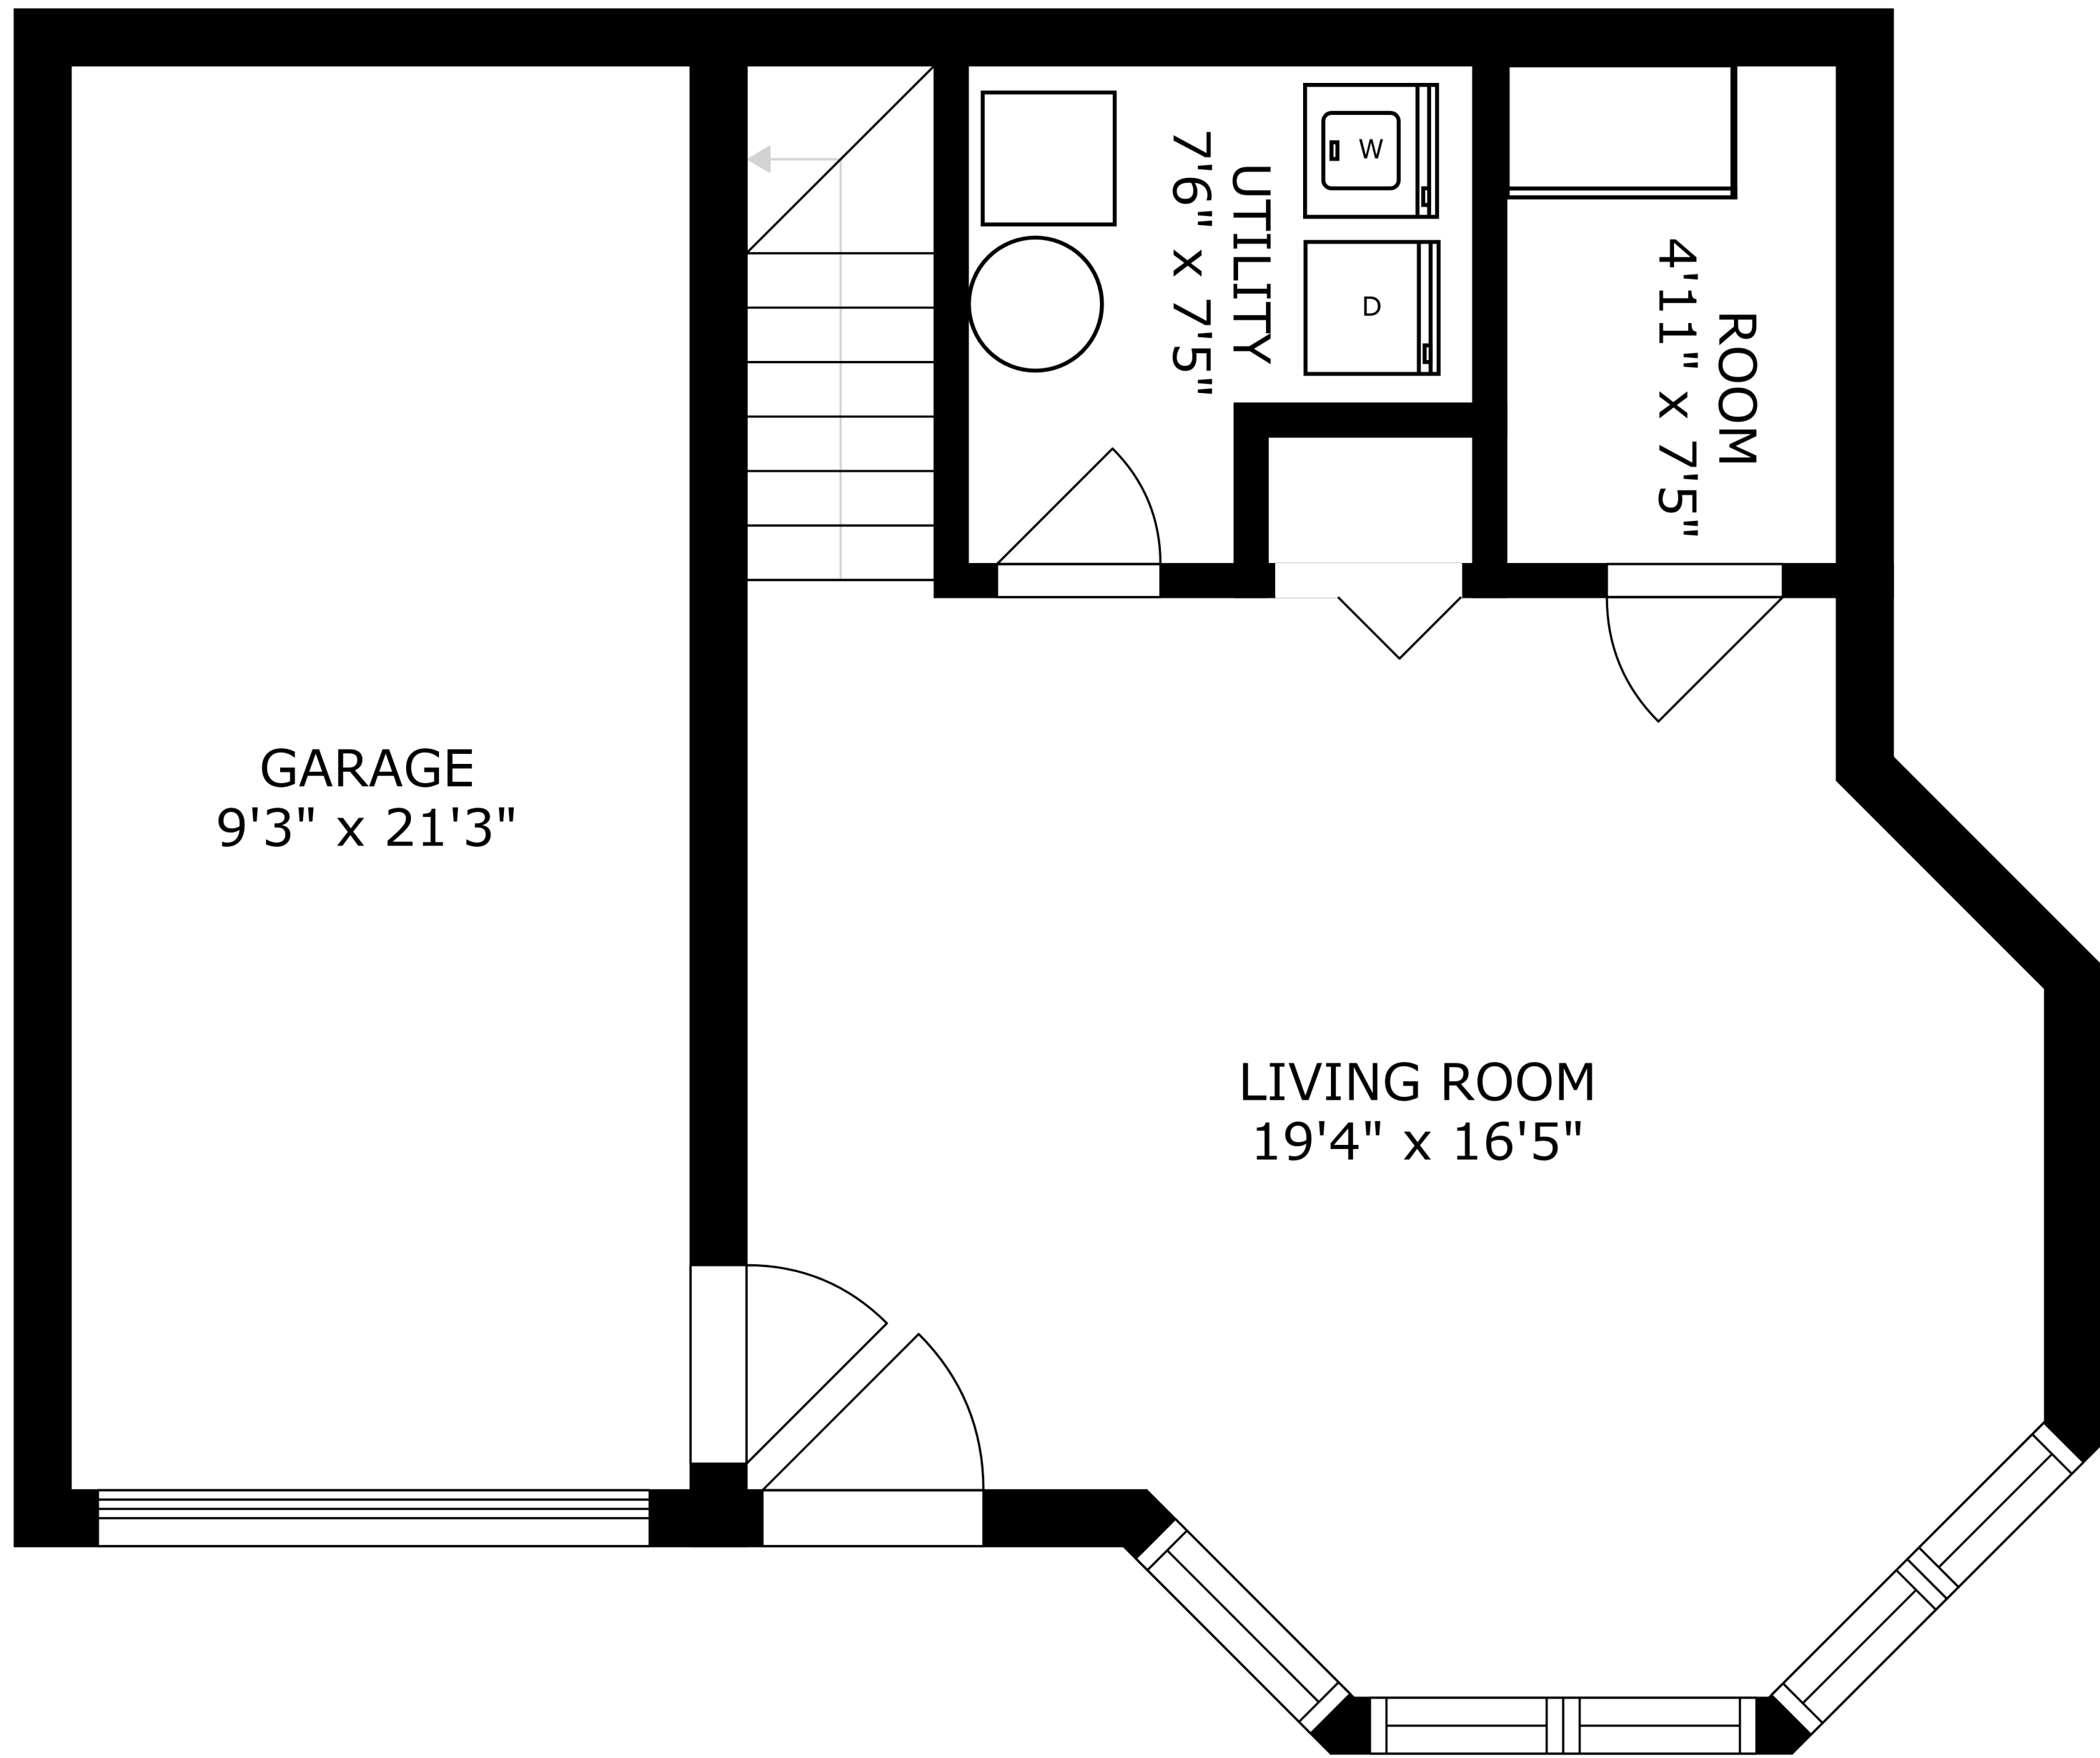 UTILITY
7'6" x 7'5"
W
D
ROOM
4'11" x 7'5"
GARAGE
9'3" x 21'3"
LIVING ROOM
19'4" x 16'5"